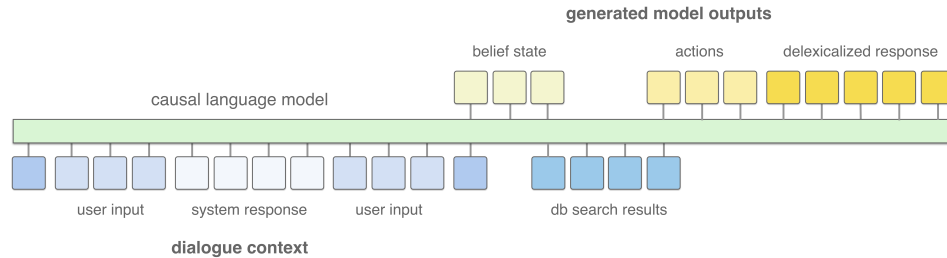 generated model outputs
belief state
actions
delexicalized response
causal language model
user input
system response
user input
db search results
dialogue context